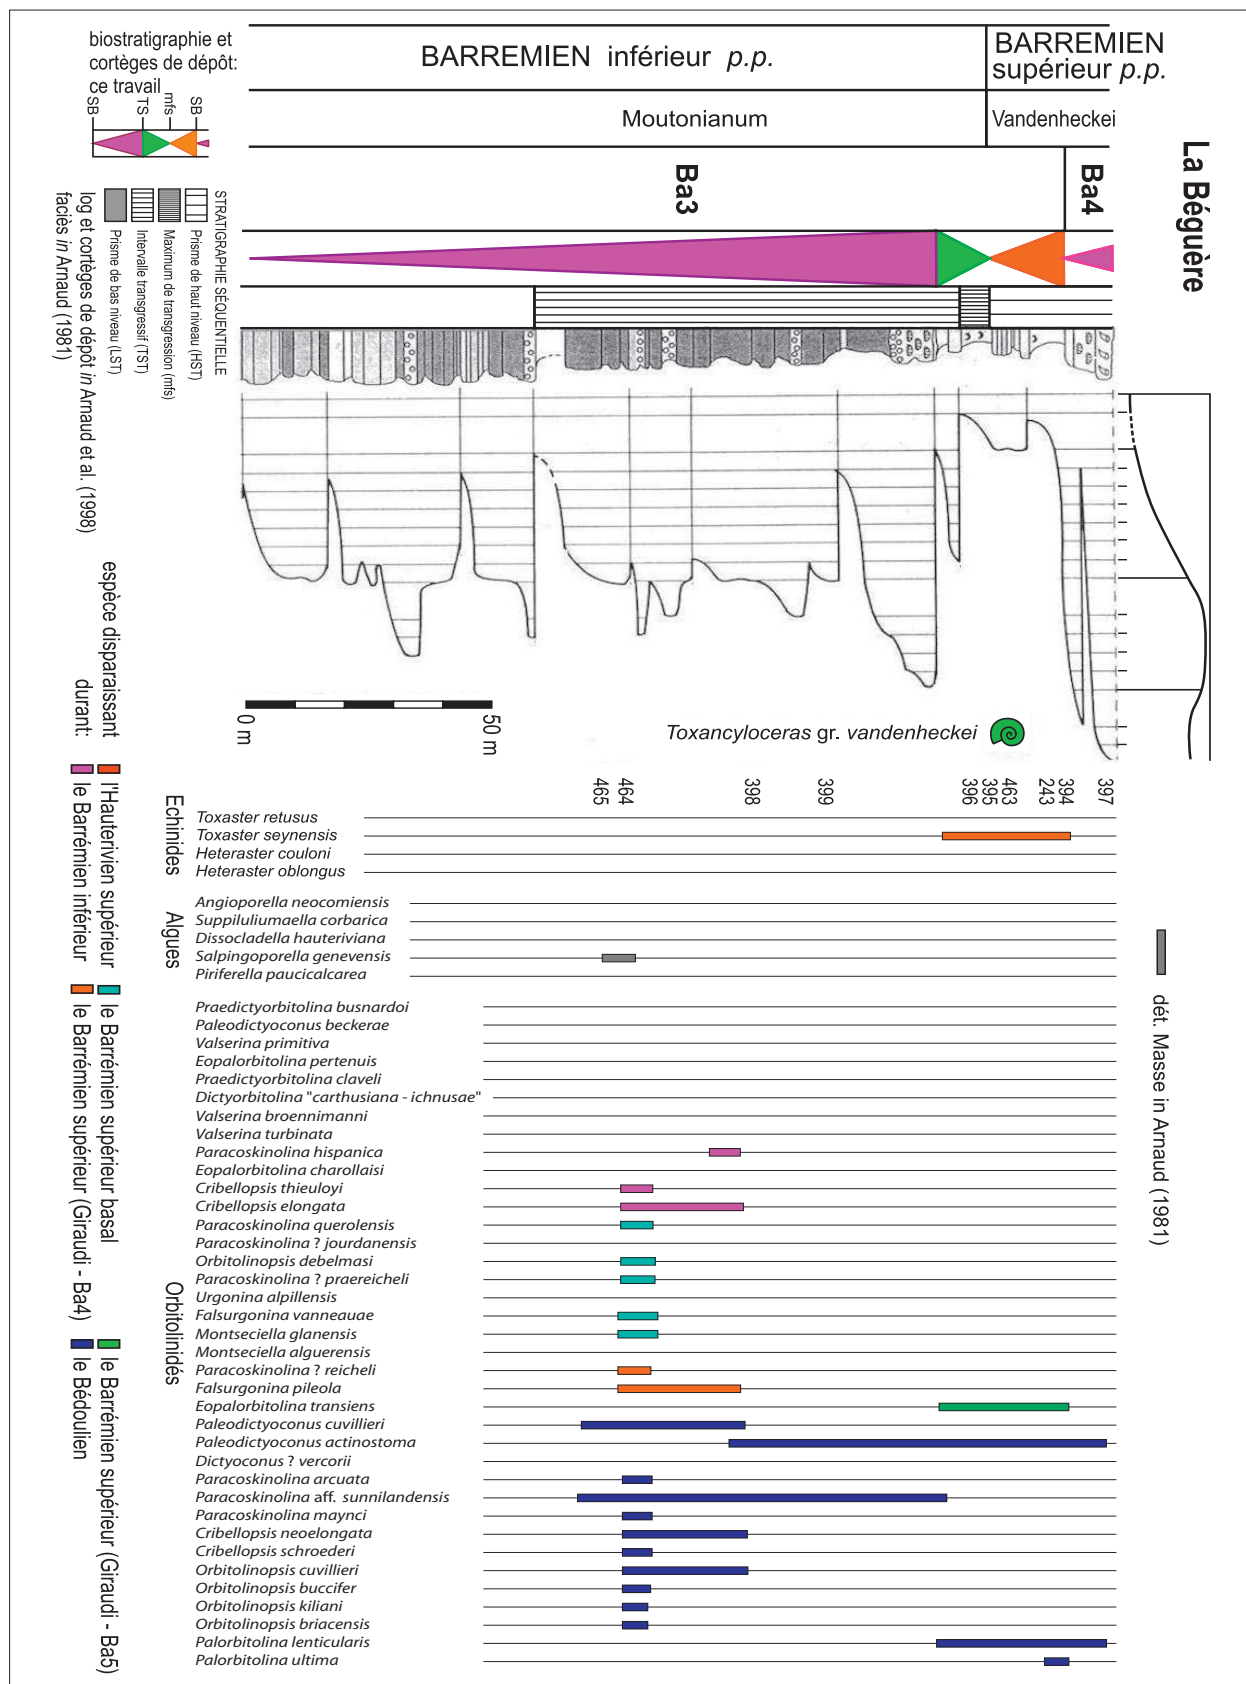 biostratigraphie et
cortèges de dépôt:
ce travail
SB
TS
mfs
SB
BARREMIEN inférieur p.p.
BARREMIEN
supérieur p.p.
Moutonianum
Vandenheckei
Ba3
Ba4
La Béguère
STRATIGRAPHIE SÉQUENTIELLE
Prisme de haut niveau (HST)
Maximum de transgression (mfs)
Intervalle transgressif (TST)
Prisme de bas niveau (LST)
log et cortèges de dépôt in Arnaud et al. (1998)
faciès in Arnaud (1981)
0 m
50 m
Toxancyloceras gr. vandenheckei
espèce disparaissant
durant:
l'Hauterivien supérieur
le Barrémien inférieur
le Barrémien supérieur basal
le Barrémien supérieur (Giraudi - Ba4)
le Barrémien supérieur (Giraudi - Ba5)
le Bédoulien
465
464
398
399
396
395
463
243
394
397
Echinides
Toxaster retusus
Toxaster seynensis
Heteraster couloni
Heteraster oblongus
Algues
Angioporella neocomiensis
Suppiluliumaella corbarica
Dissocladella hauteriviana
Salpingoporella genevensis
Piriferella paucicalcarea
dét. Masse in Arnaud (1981)
Orbitolinidés
Praedictyorbitolina busnardoi
Paleodictyoconus beckerae
Valserina primitiva
Eopalorbitolina pertenuis
Praedictyorbitolina claveli
Dictyorbitolina "carthusiana - ichnusae"
Valserina broennimanni
Valserina turbinata
Paracoskinolina hispanica
Eopalorbitolina charollaisi
Cribellopsis thieuloyi
Cribellopsis elongata
Paracoskinolina querolensis
Paracoskinolina ? jourdanensis
Orbitolinopsis debelmasi
Paracoskinolina ? praereicheli
Urgonina alpillensis
Falsurgonina vanneauae
Montseciella glanensis
Montseciella alguerensis
Paracoskinolina ? reicheli
Falsurgonina pileola
Eopalorbitolina transiens
Paleodictyoconus cuvillieri
Paleodictyoconus actinostoma
Dictyoconus ? vercorii
Paracoskinolina arcuata
Paracoskinolina aff. sunnilandensis
Paracoskinolina maynci
Cribellopsis neoelongata
Cribellopsis schroederi
Orbitolinopsis cuvillieri
Orbitolinopsis buccifer
Orbitolinopsis kiliani
Orbitolinopsis briacensis
Palorbitolina lenticularis
Palorbitolina ultima